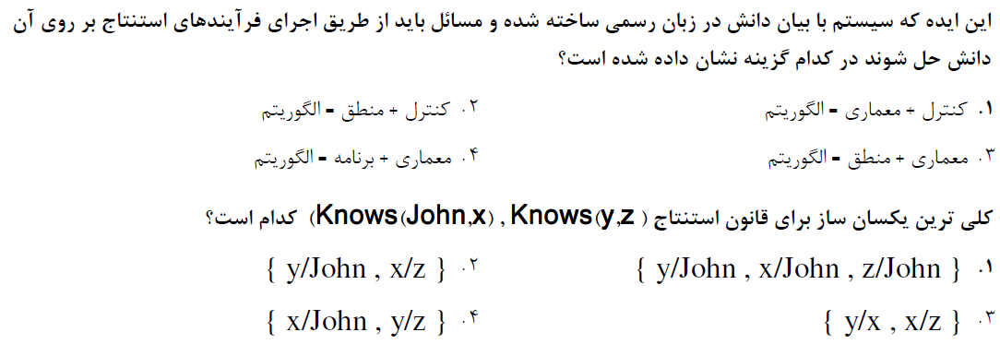 این ایده که سیستم با بیان دانش در زبان رسمی ساخته شده و مسائل باید از طریق اجرای فرآیندهای استنتاج بر روی آن
دانش حل شوند در کدام گزینه نشان داده شده است؟
۱. کنترل + معماری = الگوریتم ۲. کنترل + منطق = الگوریتم
۳. معماری + منطق = الگوریتم ۴. معماری + برنامه = الگوریتم
کلی ترین یکسان ساز برای قانون استنتاج ( Knows(John,x) , Knows(y,z) کدام است؟
۱. { y/John , x/John , z/John } ۲. { y/John , x/z }
۳. { y/x , x/z } ۴. { x/John , y/z }